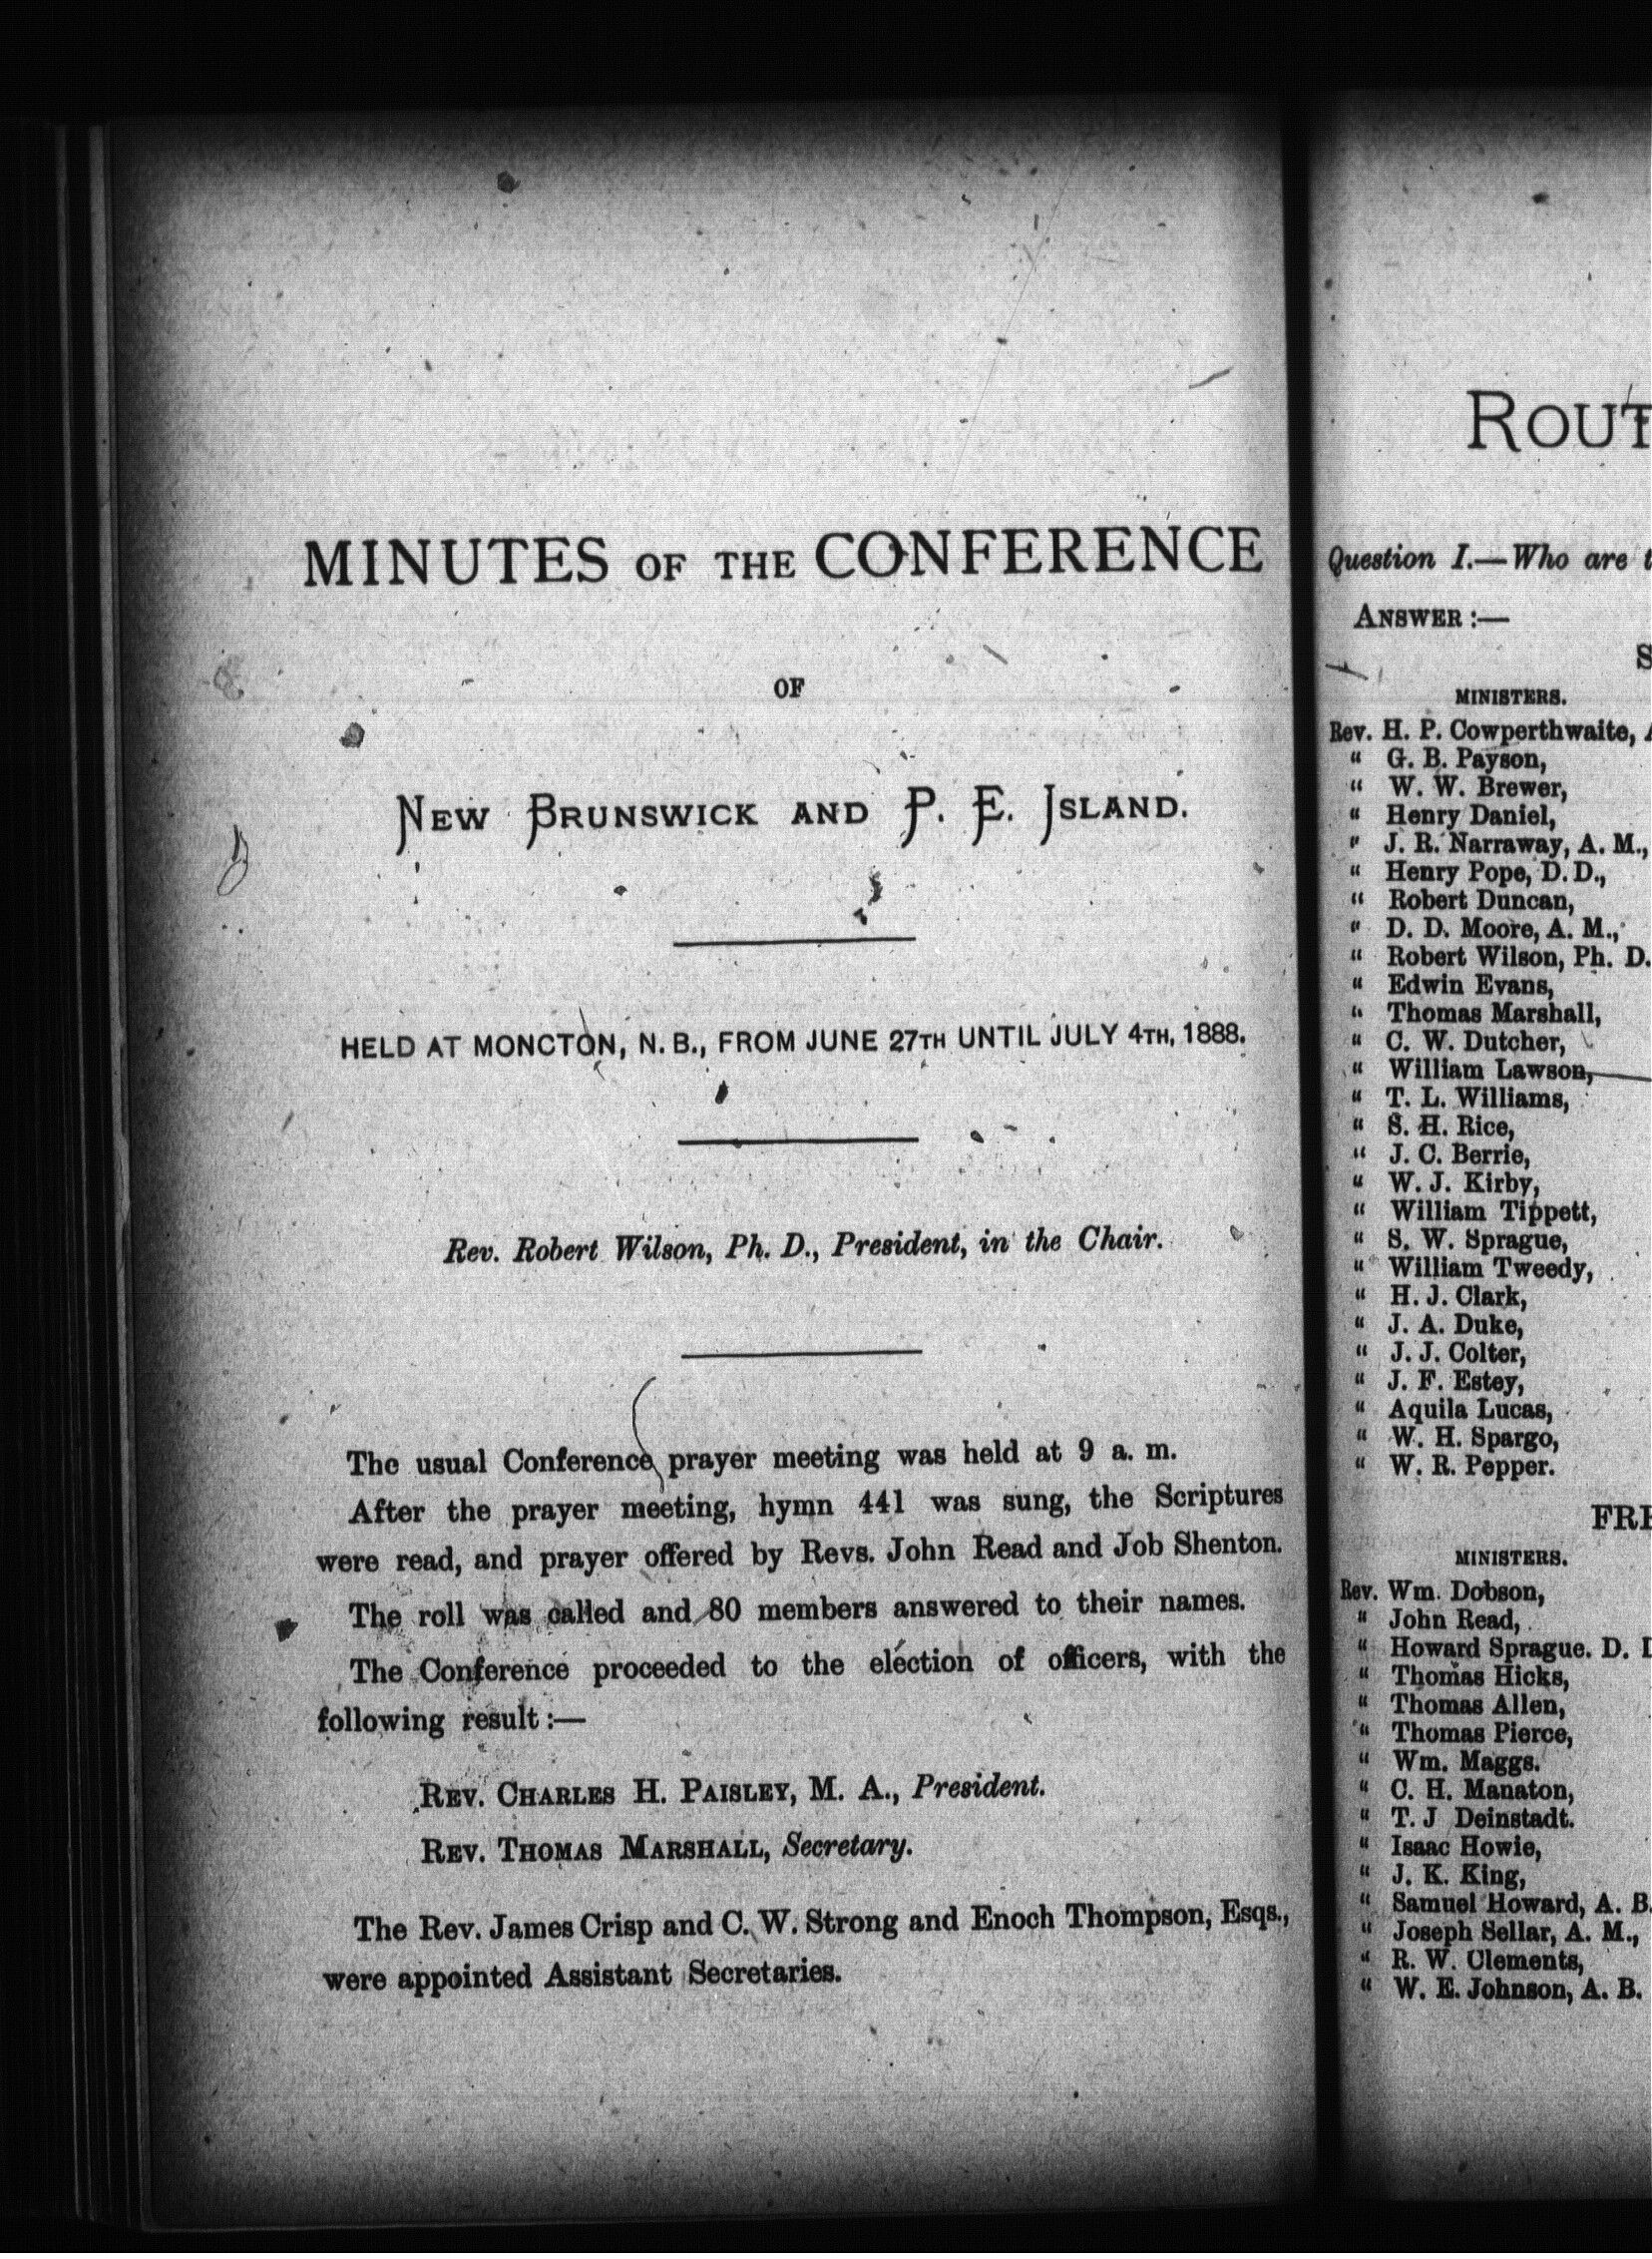 MINUTES OF THE CONFERENCE
OF
NEW BRUNSWICK AND P. E. ISLAND.
HELD AT MONCTON, N. B., FROM JUNE 27TH UNTIL JULY 4TH, 1888.
Rev. Robert Wilson, Ph. D., President, in the Chair.
The usual Conference prayer meeting was held at 9 a. m.
After the prayer meeting, hymn 441 was sung, the Scriptures
were read, and prayer offered by Revs. John Read and Job Shenton.
The roll was called and 80 members answered to their names.
The Conference proceeded to the election of officers, with the
following result :—
REV. CHARLES H. PAISLEY, M. A., President.
REV. THOMAS MARSHALL, Secretary.
The Rev. James Crisp and C. W. Strong and Enoch Thompson, Esqs.,
were appointed Assistant Secretaries.
ROUT
Question I.—Who are t
ANSWER :—
S
MINISTERS.
Rev. H. P. Cowperthwaite, A
" G. B. Payson,
" W. W. Brewer,
" Henry Daniel,
" J. R. Narraway, A. M.,
" Henry Pope, D. D.,
" Robert Duncan,
" D. D. Moore, A. M.,
" Robert Wilson, Ph. D.
" Edwin Evans,
" Thomas Marshall,
" C. W. Dutcher,
" William Lawson,
" T. L. Williams,
" S. H. Rice,
" J. C. Berrie,
" W. J. Kirby,
" William Tippett,
" S. W. Sprague,
" William Tweedy,
" H. J. Clark,
" J. A. Duke,
" J. J. Colter,
" J. F. Estey,
" Aquila Lucas,
" W. H. Spargo,
" W. R. Pepper.
FRE
MINISTERS.
Rev. Wm. Dobson,
" John Read,
" Howard Sprague. D. D
" Thomas Hicks,
" Thomas Allen,
" Thomas Pierce,
" Wm. Maggs.
" C. H. Manaton,
" T. J Deinstadt.
" Isaac Howie,
" J. K. King,
" Samuel Howard, A. B.
" Joseph Sellar, A. M.,
" R. W. Clements,
" W. E. Johnson, A. B.